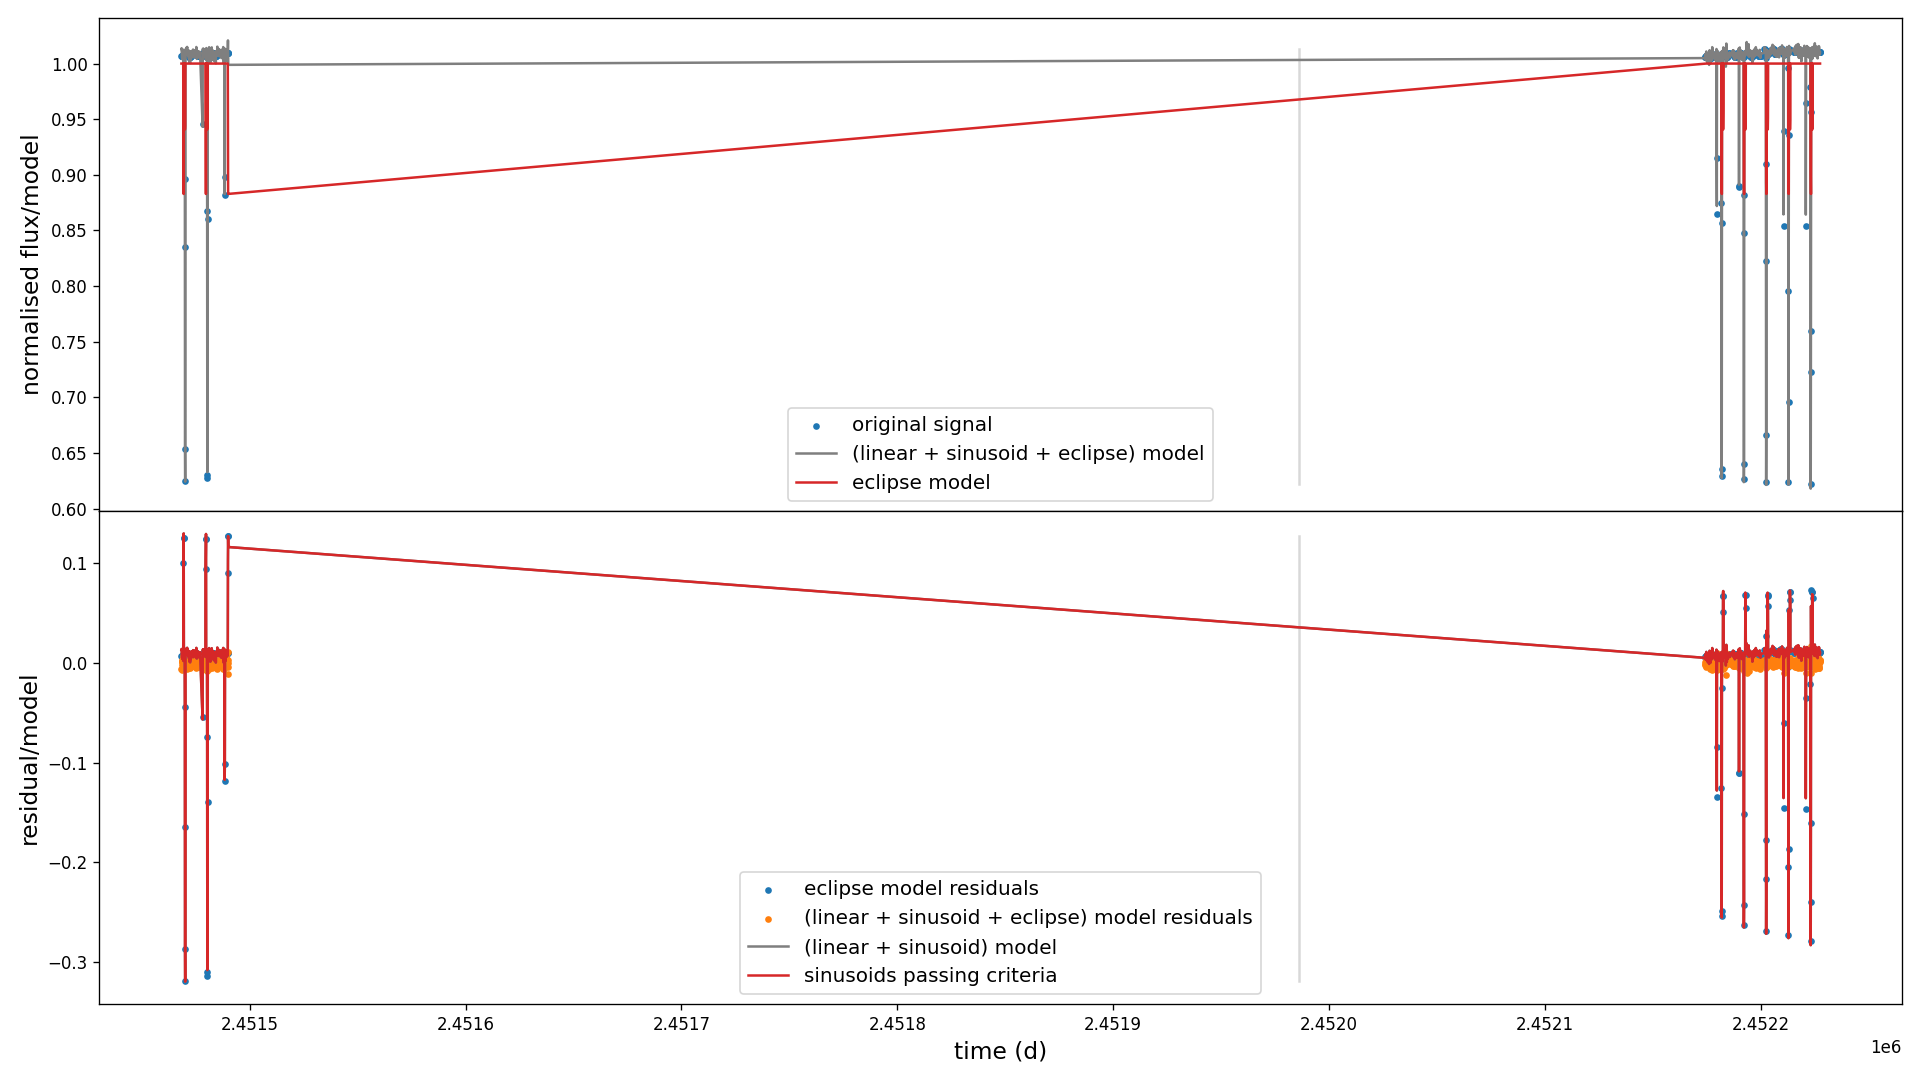 1.00
0.95
0.90
0.85
0.80
0.75
0.70
0.65
0.60
normalised flux/model
original signal
(linear + sinusoid + eclipse) model
eclipse model
0.1
0.0
−0.1
−0.2
−0.3
residual/model
eclipse model residuals
(linear + sinusoid + eclipse) model residuals
(linear + sinusoid) model
sinusoids passing criteria
2.4515 2.4516 2.4517 2.4518 2.4519 2.4520 2.4521 2.4522
1e6
time (d)